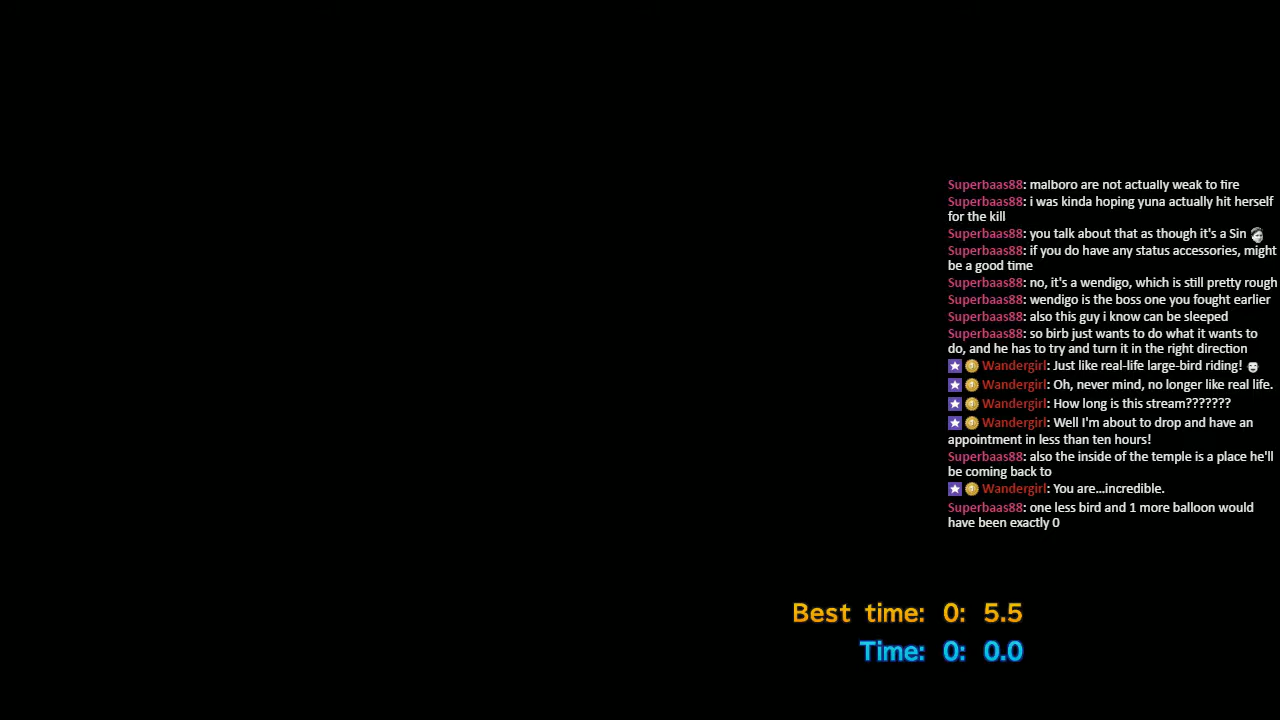 Superbaas88: malboro are not actually weak to fire
Superbaas88: i was kinda hoping yuna actually hit herself
for the kill
Superbaas88: you talk about that as though it's a Sin
Superbaas88: if you do have any status accessories, might
be a good time
Superbaas88: no, it's a wendigo, which is still pretty rough
Superbaas88: wendigo is the boss one you fought earlier
Superbaas88: also this guy i know can be sleeped
Superbaas88: so birb just wants to do what it wants to
do, and he has to try and turn it in the right direction
Wandergirl: Just like real-life large-bird riding!
Wandergirl: Oh, never mind, no longer like real life.
Wandergirl: How long is this stream???????
Wandergirl: Well I'm about to drop and have an
appointment in less than ten hours!
Superbaas88: also the inside of the temple is a place he'll
be coming back to
Wandergirl: You are...incredible.
Superbaas88: one less bird and 1 more balloon would
have been exactly 0
Best time: 0: 5.5
Time: 0: 0.0